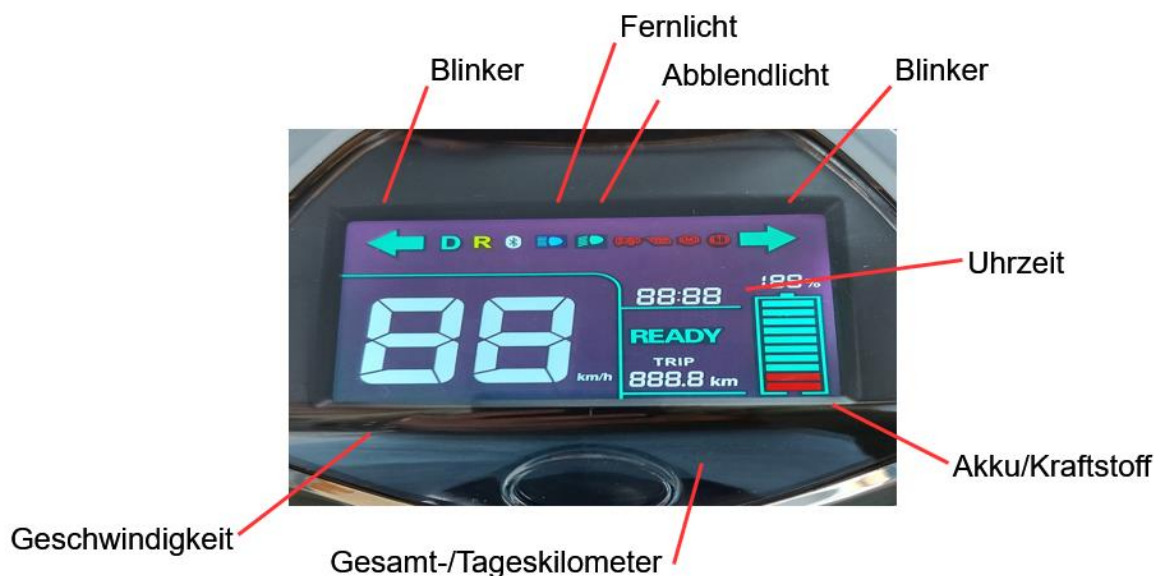 Fernlicht
Blinker
Abblendlicht
Blinker
D R
Uhrzeit
188%
88:88
88 km/h
READY
TRIP
888.8 km
Akku/Kraftstoff
Geschwindigkeit
Gesamt-/Tageskilometer